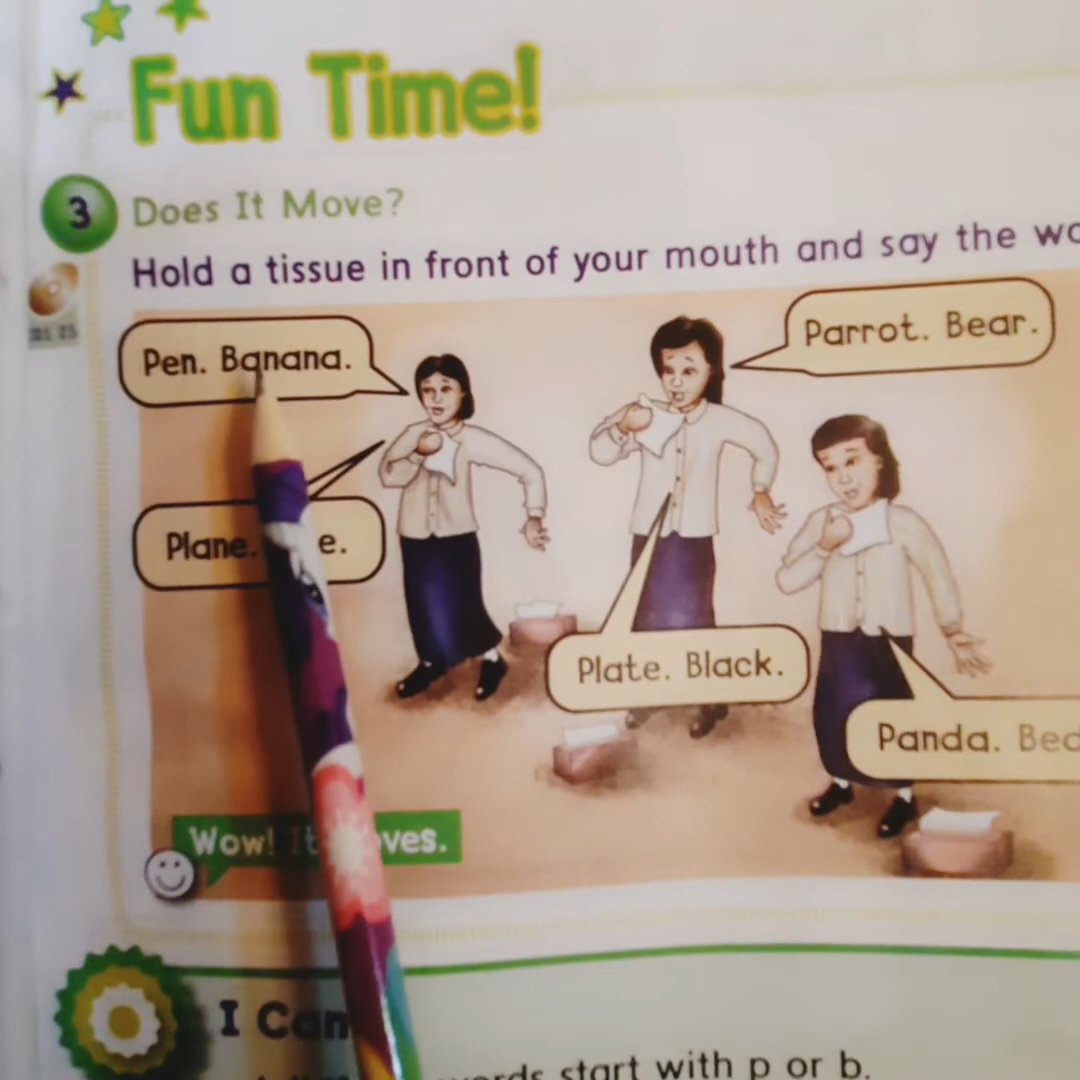 Fun Time!
3 Does It Move?
Hold a tissue in front of your mouth and say the
Pen. Banana.
Parrot. Bear.
Plane.
Plate. Black.
Panda.
Wow!
I Can
start with p or b.